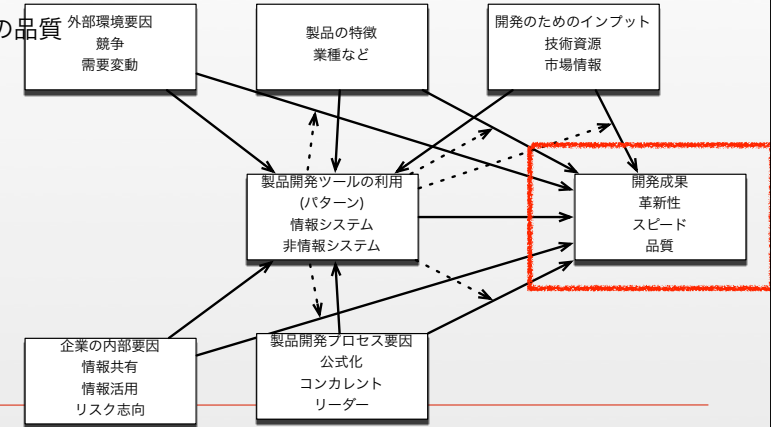 の品質
外部環境要因
競争
需要変動
製品の特徴
業種など
開発のためのインプット
技術資源
市場情報
製品開発ツールの利用
(パターン)
情報システム
非情報システム
開発成果
革新性
スピード
品質
企業の内部要因
情報共有
情報活用
リスク志向
製品開発プロセス要因
公式化
コンカレント
リーダー